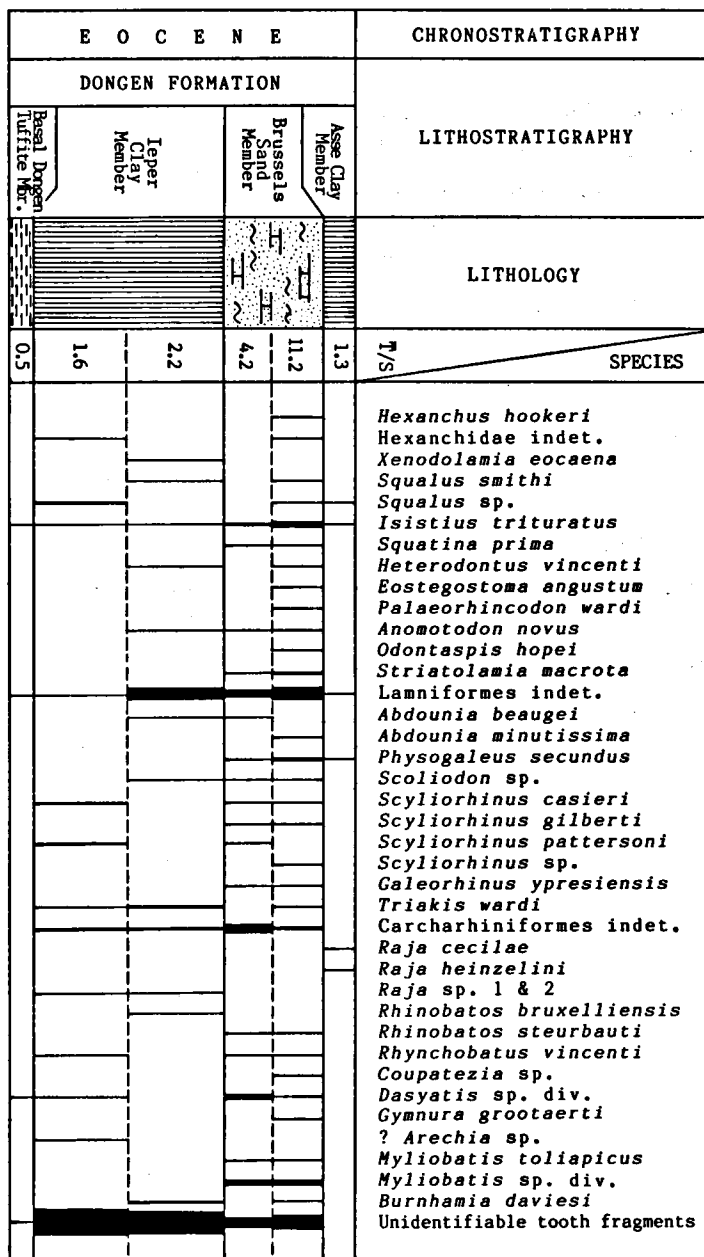 E O C E N E
CHRONOSTRATIGRAPHY
DONGEN FORMATION
LITHOSTRATIGRAPHY
Basal Dongen
Tuffite Mbr.
Ieper
Clay
Member
Brussels
Sand
Member
Asse Clay
Member
LITHOLOGY
0.5
1.6
2.2
4.2
11.2
1.3
T/S
SPECIES
Hexanchus hookeri
Hexanchidae indet.
Xenodolamia eocaena
Squalus smithi
Squalus sp.
Isistius trituratus
Squatina prima
Heterodontus vincenti
Eostegostoma angustum
Palaeorhincodon wardi
Anomotodon novus
Odontaspis hopei
Striatolamia macrota
Lamniformes indet.
Abdounia beaugei
Abdounia minutissima
Physogaleus secundus
Scoliodon sp.
Scyliorhinus casieri
Scyliorhinus gilberti
Scyliorhinus pattersoni
Scyliorhinus sp.
Galeorhinus ypresiensis
Triakis wardi
Carcharhiniformes indet.
Raja cecilae
Raja heinzelini
Raja sp. 1 & 2
Rhinobatos bruxelliensis
Rhinobatos steurbauti
Rhynchobatus vincenti
Coupatezia sp.
Dasyatis sp. div.
Gymnura grootaerti
? Arechia sp.
Myliobatis toliapicus
Myliobatis sp. div.
Burnhamia daviesi
Unidentifiable tooth fragments